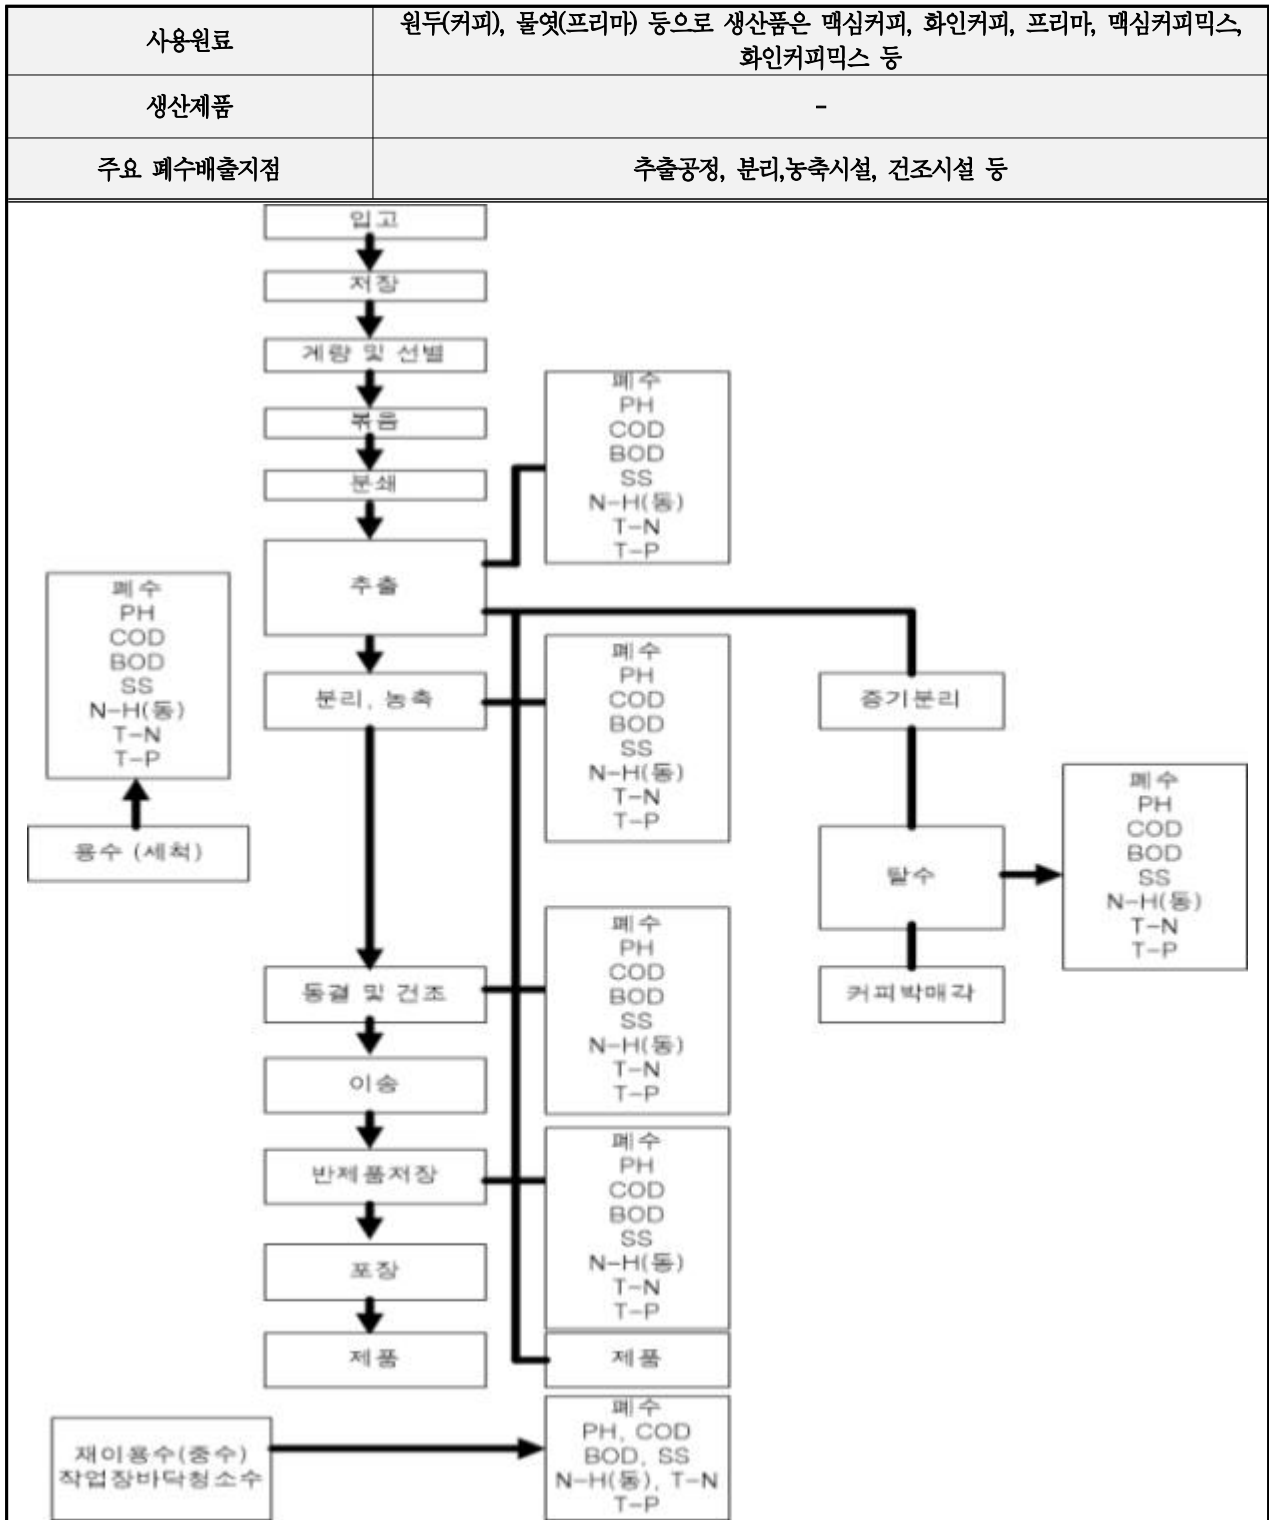 사용원료
원두(커피), 물엿(프리마) 등으로 생산품은 맥심커피, 화인커피, 프리마, 맥심커피믹스,
화인커피믹스 등
생산제품
-
주요 폐수배출지점
추출공정, 분리,농축시설, 건조시설 등
입고
저장
계량 및 선별
볶음
분쇄
추출
폐수
PH
COD
BOD
SS
N-H(동)
T-N
T-P
폐수
PH
COD
BOD
SS
N-H(동)
T-N
T-P
용수 (세척)
분리, 농축
폐수
PH
COD
BOD
SS
N-H(동)
T-N
T-P
증기분리
탈수
폐수
PH
COD
BOD
SS
N-H(동)
T-N
T-P
커피박매각
동결 및 건조
폐수
PH
COD
BOD
SS
N-H(동)
T-N
T-P
이송
반제품저장
폐수
PH
COD
BOD
SS
N-H(동)
T-N
T-P
포장
제품
제품
재이용수(중수)
작업장바닥청소수
폐수
PH, COD
BOD, SS
N-H(동), T-N
T-P